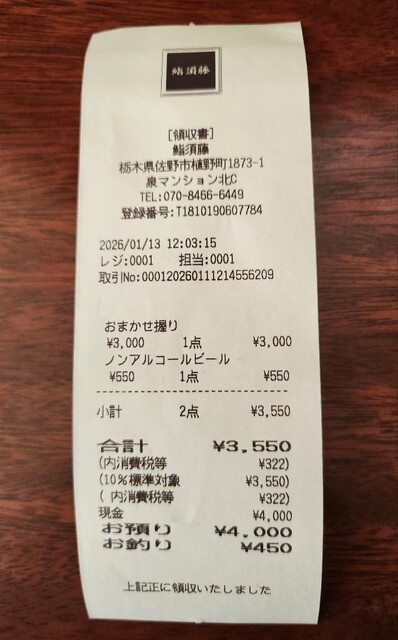 鮨須藤
[領収書]
鮨須藤
栃木県佐野市植野町1873-1
泉マンション北C
TEL:070-8466-6449
登録番号:T1810190607784
2026/01/13 12:03:15
レジ:0001 担当:0001
取引No:000120260111214556209
おまかせ握り
¥3,000 1点 ¥3,000
ノンアルコールビール
¥550 1点 ¥550
小計 2点 ¥3,550
合計 ¥3,550
(内消費税等 ¥322)
(10%標準対象 ¥3,550)
( 内消費税等 ¥322)
現金 ¥4,000
お預り ¥4,000
お釣り ¥450
上記正に領収いたしました